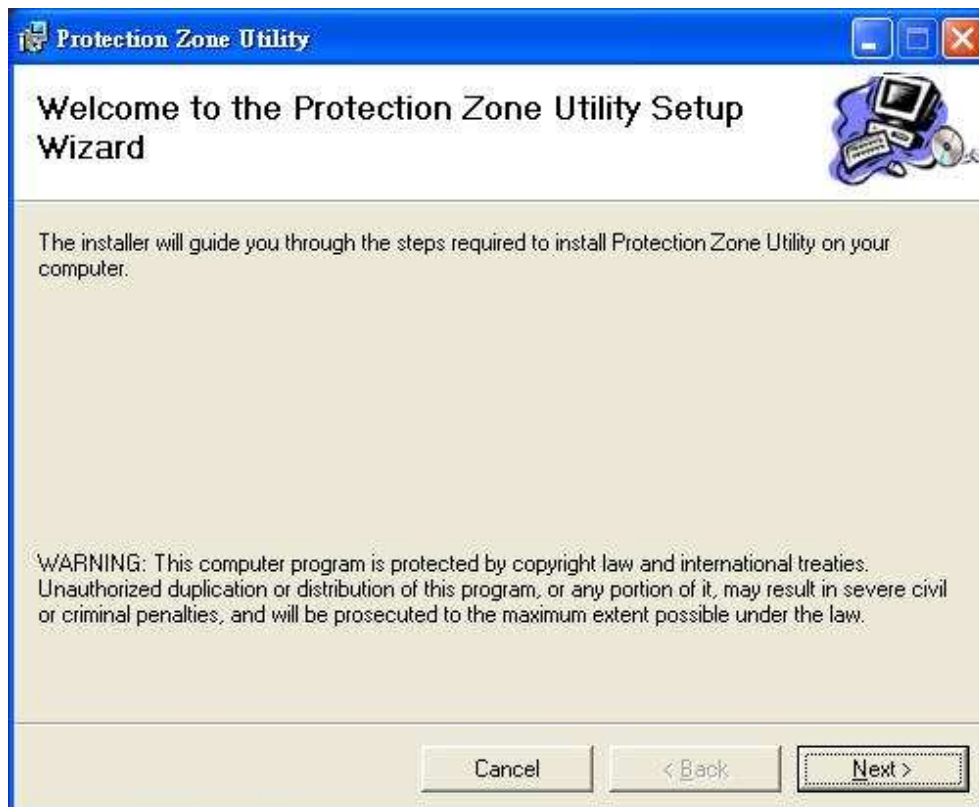 Protection Zone Utility
Welcome to the Protection Zone Utility Setup
Wizard
The installer will guide you through the steps required to install Protection Zone Utility on your
computer.
WARNING: This computer program is protected by copyright law and international treaties.
Unauthorized duplication or distribution of this program, or any portion of it, may result in severe civil
or criminal penalties, and will be prosecuted to the maximum extent possible under the law.
Cancel
< Back
Next >